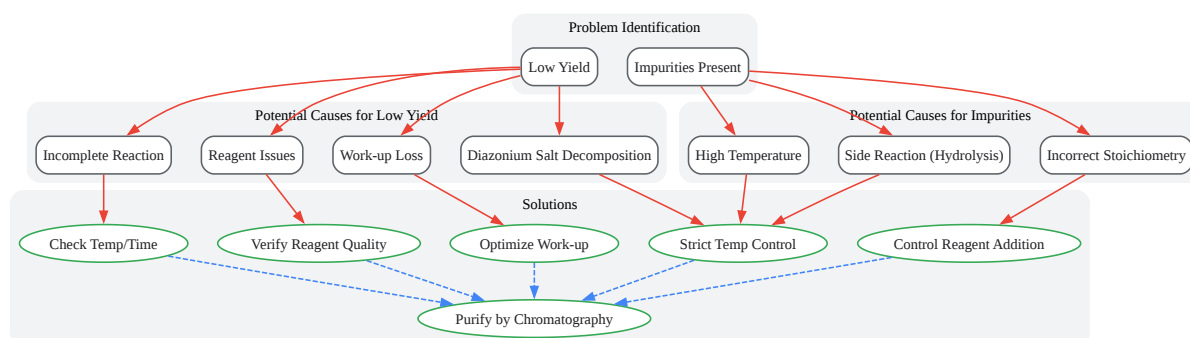 Problem Identification
Low Yield
Impurities Present
Potential Causes for Low Yield
Potential Causes for Impurities
Incomplete Reaction
Reagent Issues
Work-up Loss
Diazonium Salt Decomposition
High Temperature
Side Reaction (Hydrolysis)
Incorrect Stoichiometry
Solutions
Check Temp/Time
Verify Reagent Quality
Optimize Work-up
Strict Temp Control
Control Reagent Addition
Purify by Chromatography